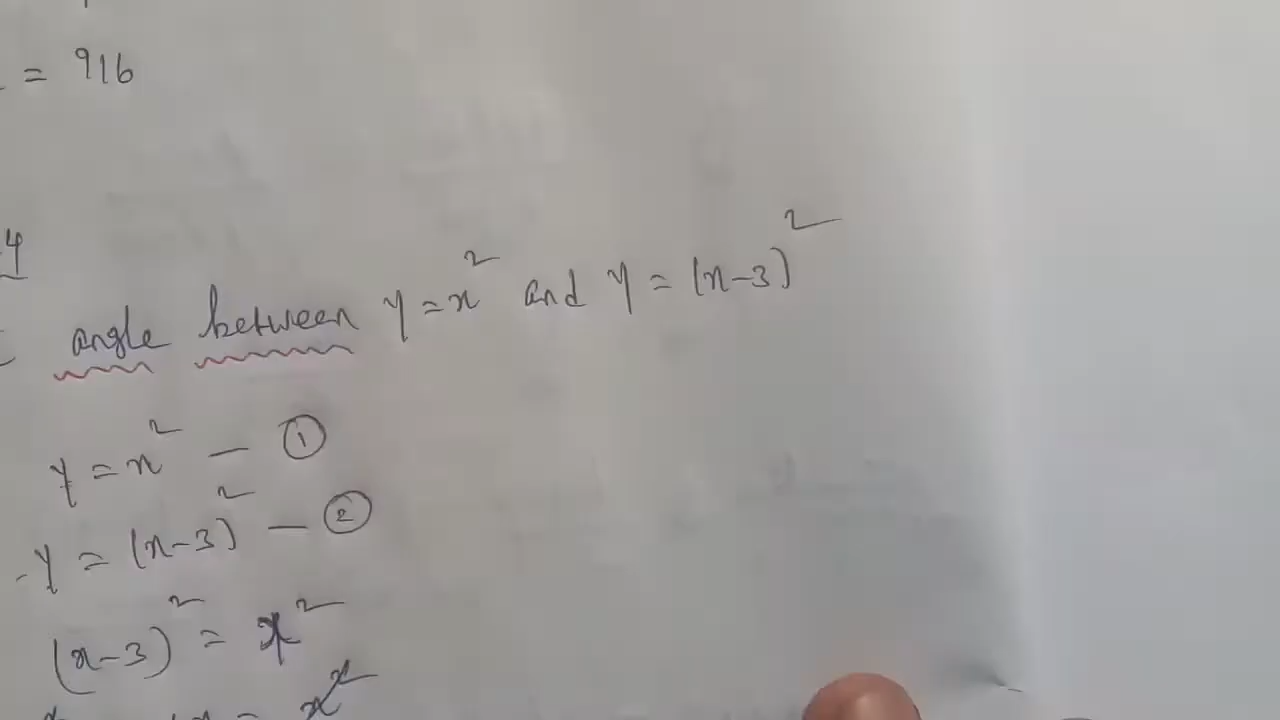 = 916
4
angle between y = x² and y = (x-3)²
y = x² — ①
y = (x-3)² — ②
(x-3)² = x²